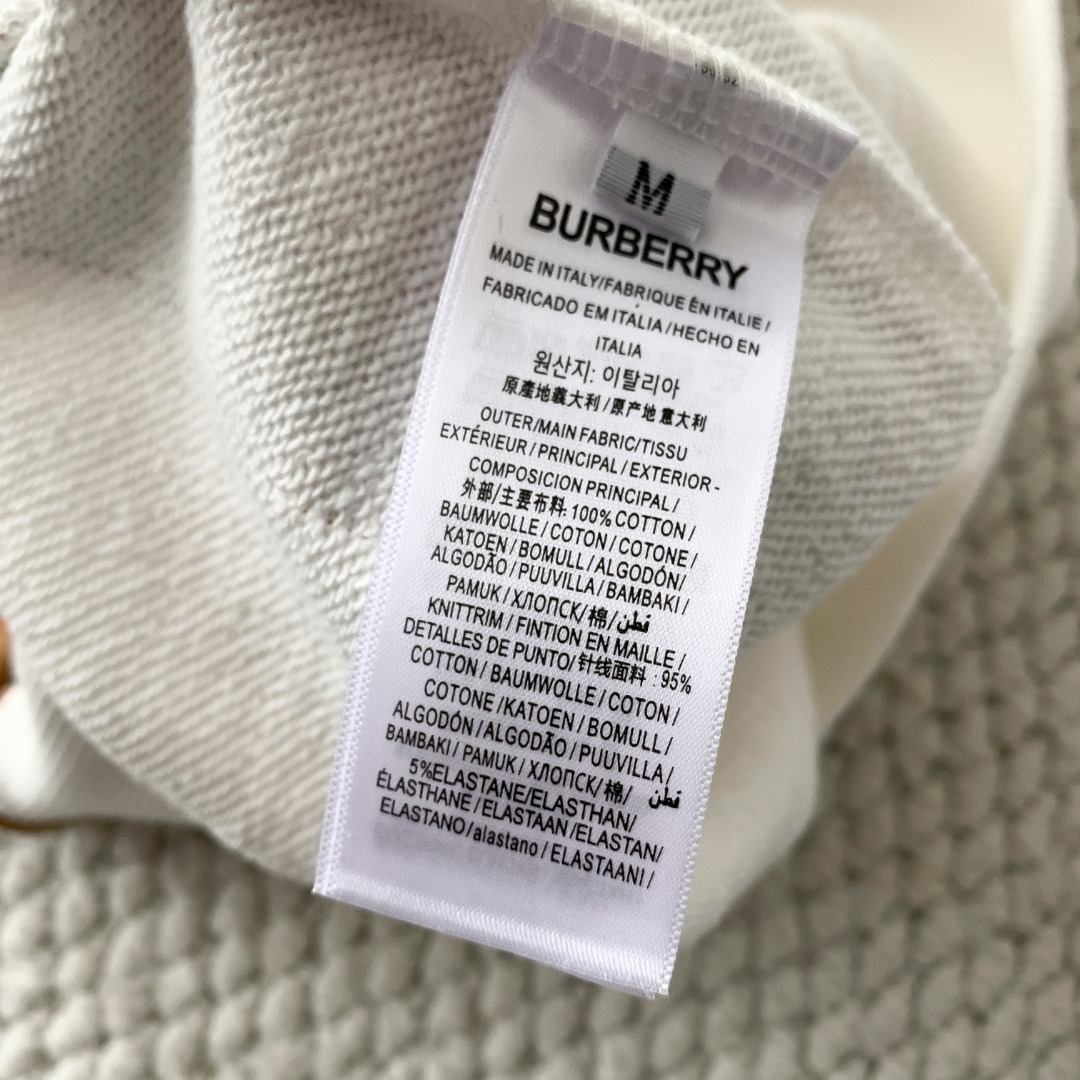 M
BURBERRY
MADE IN ITALY/FABRIQUE ÉN ITALIE /
FABRICADO EM ITÁLIA /HECHO EN
ITALIA
원산지: 이탈리아
原產地義大利 /原产地 意大利
OUTER/MAIN FABRIC/TISSU
EXTÉRIEUR / PRINCIPAL / EXTERIOR -
COMPOSICION PRINCIPAL /
外部/主要布料: 100% COTTON /
BAUMWOLLE / COTON / COTONE /
KATOEN / BOMULL / ALGODÓN/
ALGODÃO / PUUVILLA / BAMBAKI /
PAMUK / ХЛОПСК/棉/ قطن
KNITTRIM / FINTION EN MAILLE /
DETALLES DE PUNTO/ 针线面料 : 95%
COTTON / BAUMWOLLE / COTON /
COTONE /KATOEN / BOMULL /
ALGODÓN / ALGODÃO / PUUVILLA /
BAMBAKI / PAMUK / ХЛОПСК/棉/ قطن
5%ELASTANE/ELASTHAN/
ÉLASTHANE / ELASTAAN /ELASTAN/
ELASTANO/alastano / ELASTAANI /